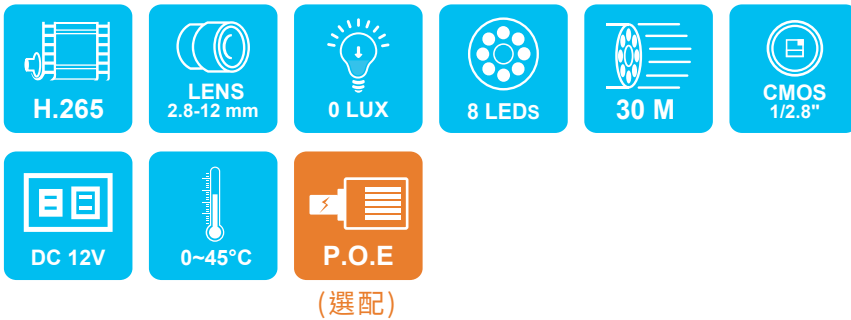 H.265
LENS
2.8-12 mm
0 LUX
8 LEDs
30 M
CMOS
1/2.8"
DC 12V
0~45°C
P.O.E
(選配)